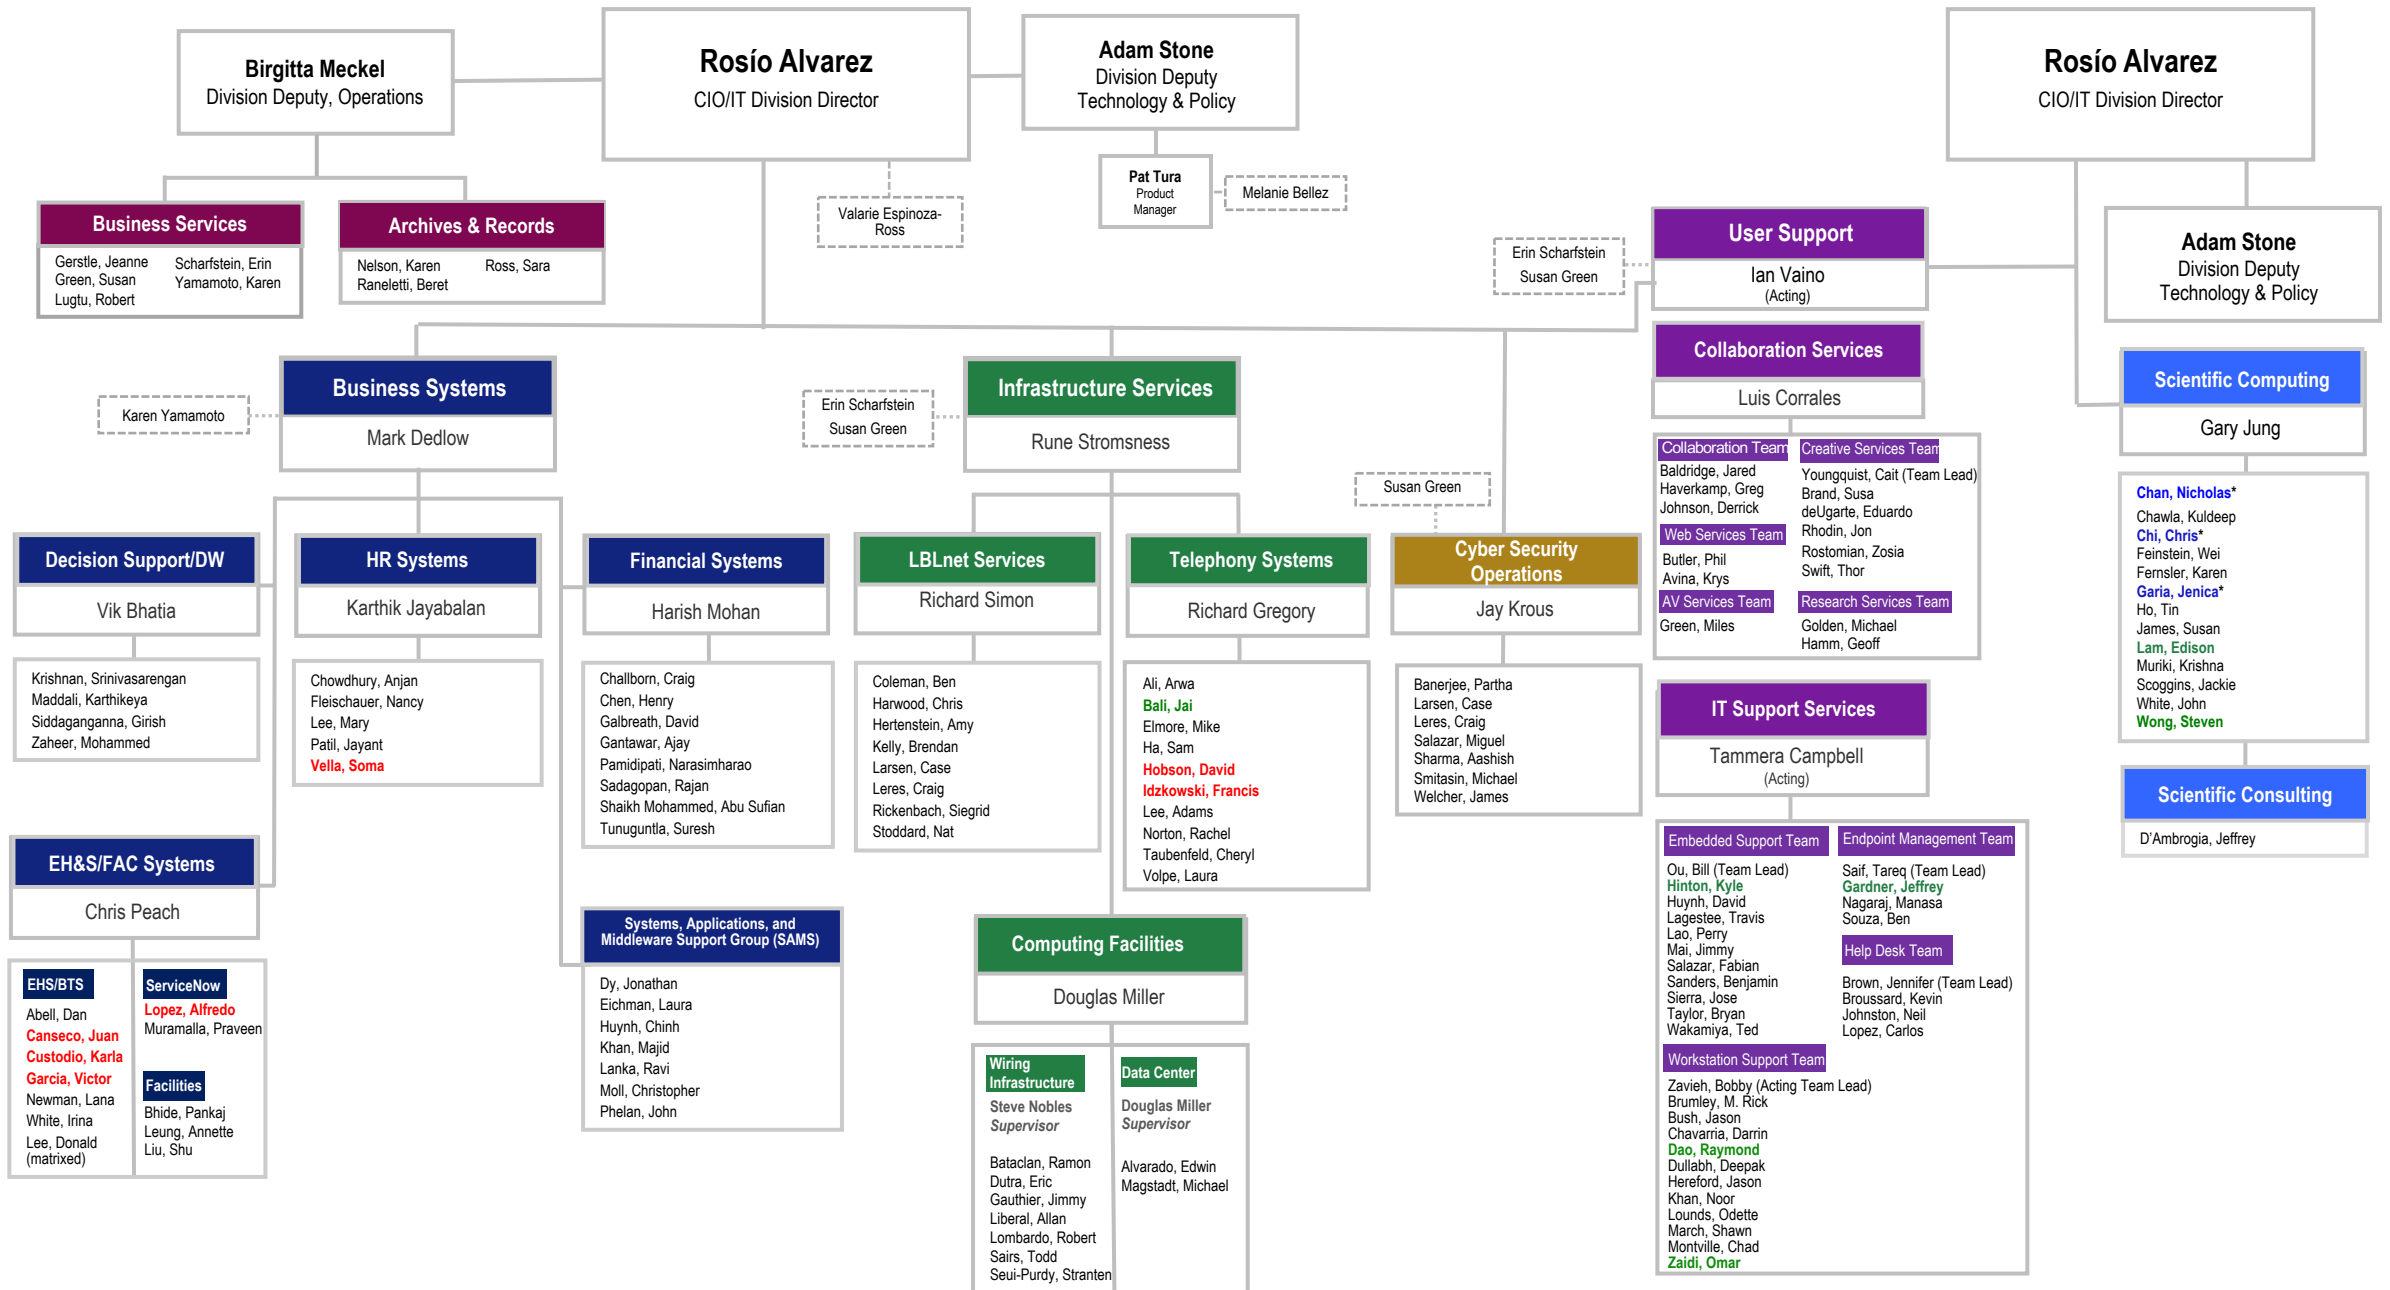 Birgitta Meckel
Division Deputy, Operations
Rosío Alvarez
CIO/IT Division Director
Adam Stone
Division Deputy
Technology & Policy
Pat Tura
Product
Manager
Melanie Bellez
Valarie Espinoza-
Ross
Business Services
Gerstle, Jeanne
Green, Susan
Lugtu, Robert
Scharfstein, Erin
Yamamoto, Karen
Archives & Records
Nelson, Karen
Raneletti, Beret
Ross, Sara
Rosío Alvarez
CIO/IT Division Director
Adam Stone
Division Deputy
Technology & Policy
Erin Scharfstein
Susan Green
User Support
Ian Vaino
(Acting)
Karen Yamamoto
Business Systems
Mark Dedlow
Erin Scharfstein
Susan Green
Infrastructure Services
Rune Stromsness
Susan Green
Decision Support/DW
Vik Bhatia
Krishnan, Srinivasarengan
Maddali, Karthikeya
Siddaganganna, Girish
Zaheer, Mohammed
HR Systems
Karthik Jayabalan
Chowdhury, Anjan
Fleischauer, Nancy
Lee, Mary
Patil, Jayant
Vella, Soma
Financial Systems
Harish Mohan
Challborn, Craig
Chen, Henry
Galbreath, David
Gantawar, Ajay
Pamidipati, Narasimharao
Sadagopan, Rajan
Shaikh Mohammed, Abu Sufian
Tunuguntla, Suresh
LBLnet Services
Richard Simon
Coleman, Ben
Harwood, Chris
Hertenstein, Amy
Kelly, Brendan
Larsen, Case
Leres, Craig
Rickenbach, Siegrid
Stoddard, Nat
Telephony Systems
Richard Gregory
Ali, Arwa
Bali, Jai
Elmore, Mike
Ha, Sam
Hobson, David
Idzkowski, Francis
Lee, Adams
Norton, Rachel
Taubenfeld, Cheryl
Volpe, Laura
Cyber Security
Operations
Jay Krous
Banerjee, Partha
Larsen, Case
Leres, Craig
Salazar, Miguel
Sharma, Aashish
Smitasin, Michael
Welcher, James
EH&S/FAC Systems
Chris Peach
EHS/BTS
Abell, Dan
Canseco, Juan
Custodio, Karla
Garcia, Victor
Newman, Lana
White, Irina
Lee, Donald
(matrixed)
ServiceNow
Lopez, Alfredo
Muramalla, Praveen
Facilities
Bhide, Pankaj
Leung, Annette
Liu, Shu
Systems, Applications, and
Middleware Support Group (SAMS)
Dy, Jonathan
Eichman, Laura
Huynh, Chinh
Khan, Majid
Lanka, Ravi
Moll, Christopher
Phelan, John
Computing Facilities
Douglas Miller
Wiring
Infrastructure
Steve Nobles
Supervisor
Bataclan, Ramon
Dutra, Eric
Gauthier, Jimmy
Liberal, Allan
Lombardo, Robert
Sairs, Todd
Seui-Purdy, Stranten
Data Center
Douglas Miller
Supervisor
Alvarado, Edwin
Magstadt, Michael
Collaboration Services
Luis Corrales
Collaboration Team
Baldridge, Jared
Haverkamp, Greg
Johnson, Derrick
Web Services Team
Butler, Phil
Avina, Krys
AV Services Team
Green, Miles
Creative Services Team
Youngquist, Cait (Team Lead)
Brand, Susa
deUgarte, Eduardo
Rhodin, Jon
Rostomian, Zosia
Swift, Thor
Research Services Team
Golden, Michael
Hamm, Geoff
IT Support Services
Tammera Campbell
(Acting)
Embedded Support Team
Ou, Bill (Team Lead)
Hinton, Kyle
Huynh, David
Lagestee, Travis
Lao, Perry
Mai, Jimmy
Salazar, Fabian
Sanders, Benjamin
Sierra, Jose
Taylor, Bryan
Wakamiya, Ted
Workstation Support Team
Zavieh, Bobby (Acting Team Lead)
Brumley, M. Rick
Bush, Jason
Chavarria, Darrin
Dao, Raymond
Dullabh, Deepak
Hereford, Jason
Khan, Noor
Lounds, Odette
March, Shawn
Montville, Chad
Zaidi, Omar
Endpoint Management Team
Saif, Tareq (Team Lead)
Gardner, Jeffrey
Nagaraj, Manasa
Souza, Ben
Help Desk Team
Brown, Jennifer (Team Lead)
Broussard, Kevin
Johnston, Neil
Lopez, Carlos
Scientific Computing
Gary Jung
Chan, Nicholas*
Chawla, Kuldeep
Chi, Chris*
Feinstein, Wei
Fernsler, Karen
Garia, Jenica*
Ho, Tin
James, Susan
Lam, Edison
Muriki, Krishna
Scoggins, Jackie
White, John
Wong, Steven
Scientific Consulting
D'Ambrogia, Jeffrey